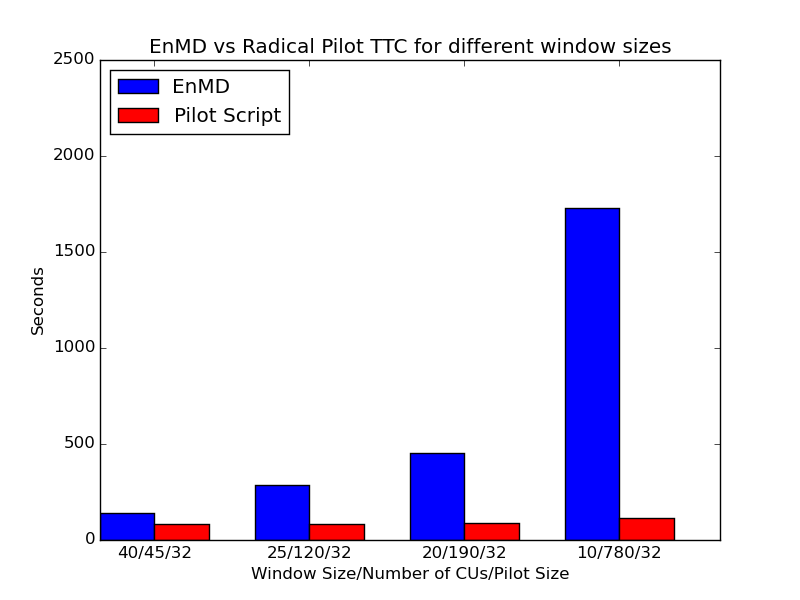 EnMD vs Radical Pilot TTC for different window sizes
2500
2000
1500
1000
500
0
Seconds
EnMD
Pilot Script
40/45/32
25/120/32
20/190/32
10/780/32
Window Size/Number of CUs/Pilot Size